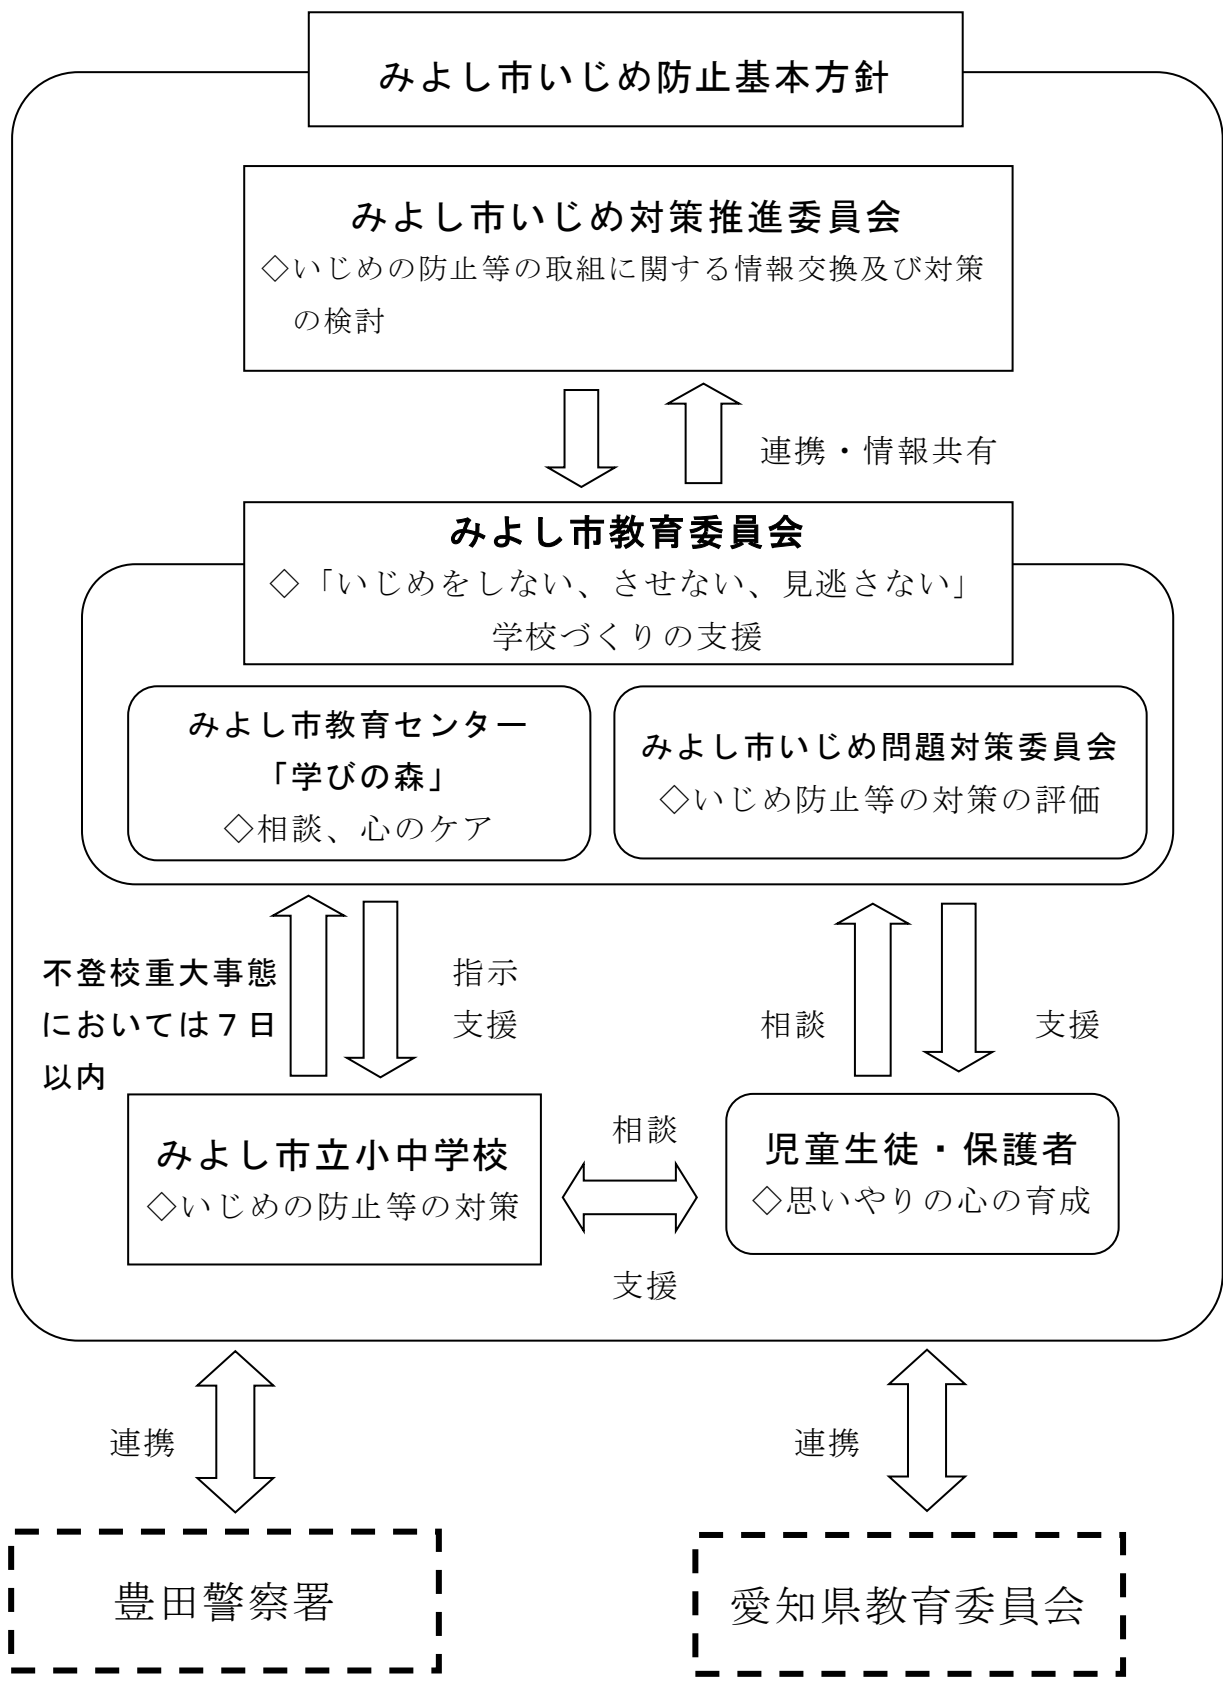 みよし市いじめ防止基本方針
みよし市いじめ対策推進委員会
◇いじめの防止等の取組に関する情報交換及び対策
の検討
連携・情報共有
みよし市教育委員会
◇「いじめをしない、させない、見逃さない」
学校づくりの支援
みよし市教育センター
「学びの森」
◇相談、心のケア
みよし市いじめ問題対策委員会
◇いじめ防止等の対策の評価
不登校重大事態
においては７日
以内
指示
支援
相談
支援
みよし市立小中学校
◇いじめの防止等の対策
相談
支援
児童生徒・保護者
◇思いやりの心の育成
連携
連携
豊田警察署
愛知県教育委員会